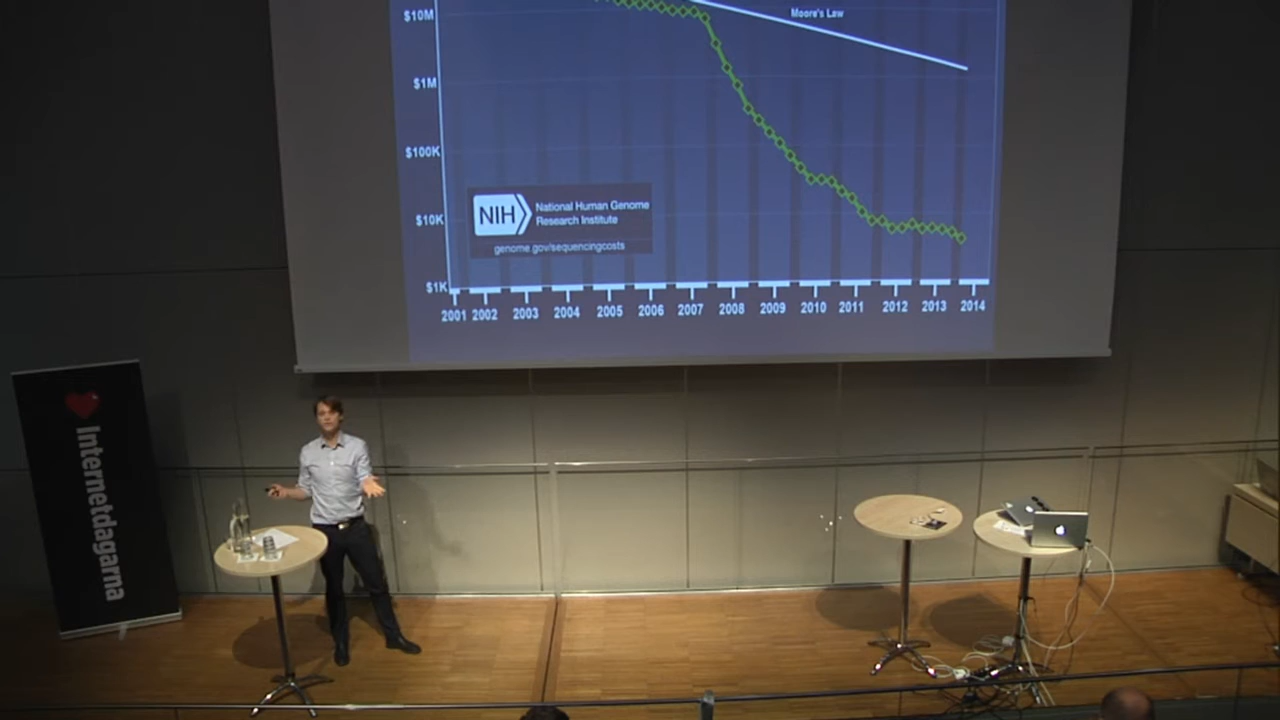 $10M
Moore's Law
$1M
$100K
NIH
National Human Genome
Research Institute
genome.gov/sequencingcosts
$10K
$1K
2001 2002 2003 2004 2005 2006 2007 2008 2009 2010 2011 2012 2013 2014
Internetdagarna